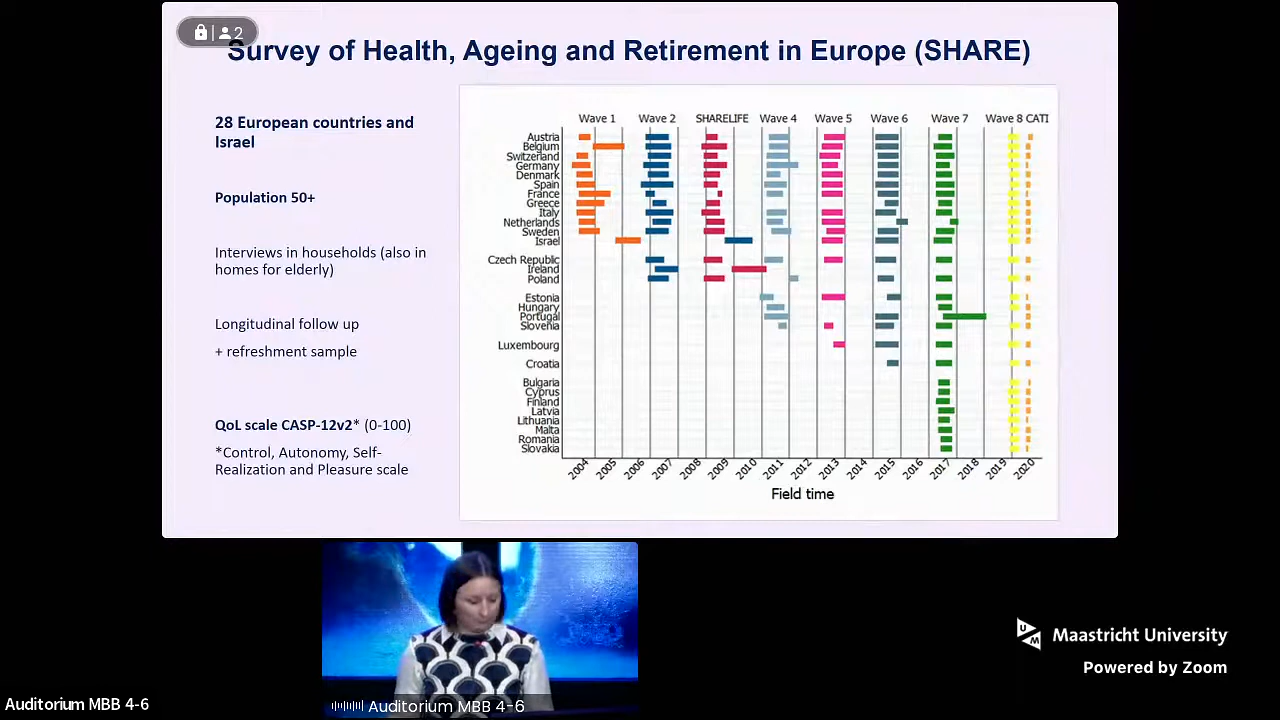 2
Survey of Health, Ageing and Retirement in Europe (SHARE)
28 European countries and
Israel
Population 50+
Interviews in households (also in
homes for elderly)
Longitudinal follow up
+ refreshment sample
QoL scale CASP-12v2* (0-100)
*Control, Autonomy, Self-
Realization and Pleasure scale
Wave 1 Wave 2 SHARELIFE Wave 4 Wave 5 Wave 6 Wave 7 Wave 8 CATI
Austria
Belgium
Switzerland
Germany
Denmark
Spain
France
Greece
Italy
Netherlands
Sweden
Israel
Czech Republic
Ireland
Poland
Estonia
Hungary
Portugal
Slovenia
Luxembourg
Croatia
Bulgaria
Cyprus
Finland
Latvia
Lithuania
Malta
Romania
Slovakia
2004 2005 2006 2007 2008 2009 2010 2011 2012 2013 2014 2015 2016 2017 2018 2019 2020
Field time
UM
Maastricht University
Powered by Zoom
Auditorium MBB 4-6
Auditorium MBB 4-6